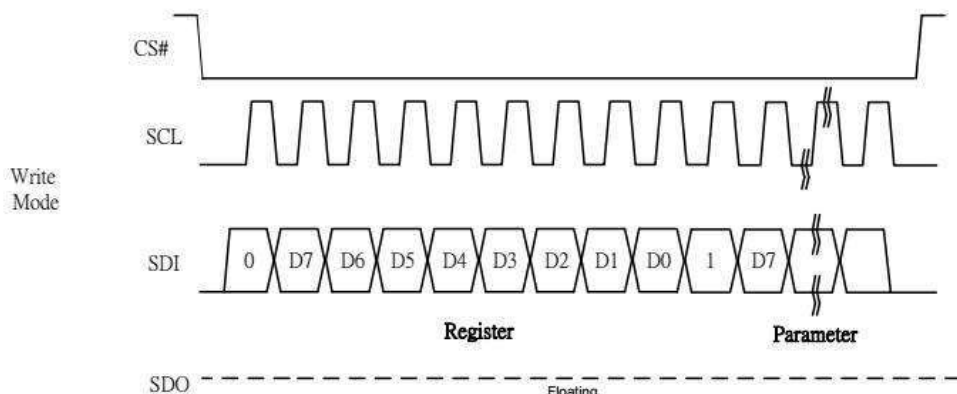 CS#
SCL
Write
Mode
SDI 0 D7 D6 D5 D4 D3 D2 D1 D0 1 D7
Register Parameter
SDO
Floating